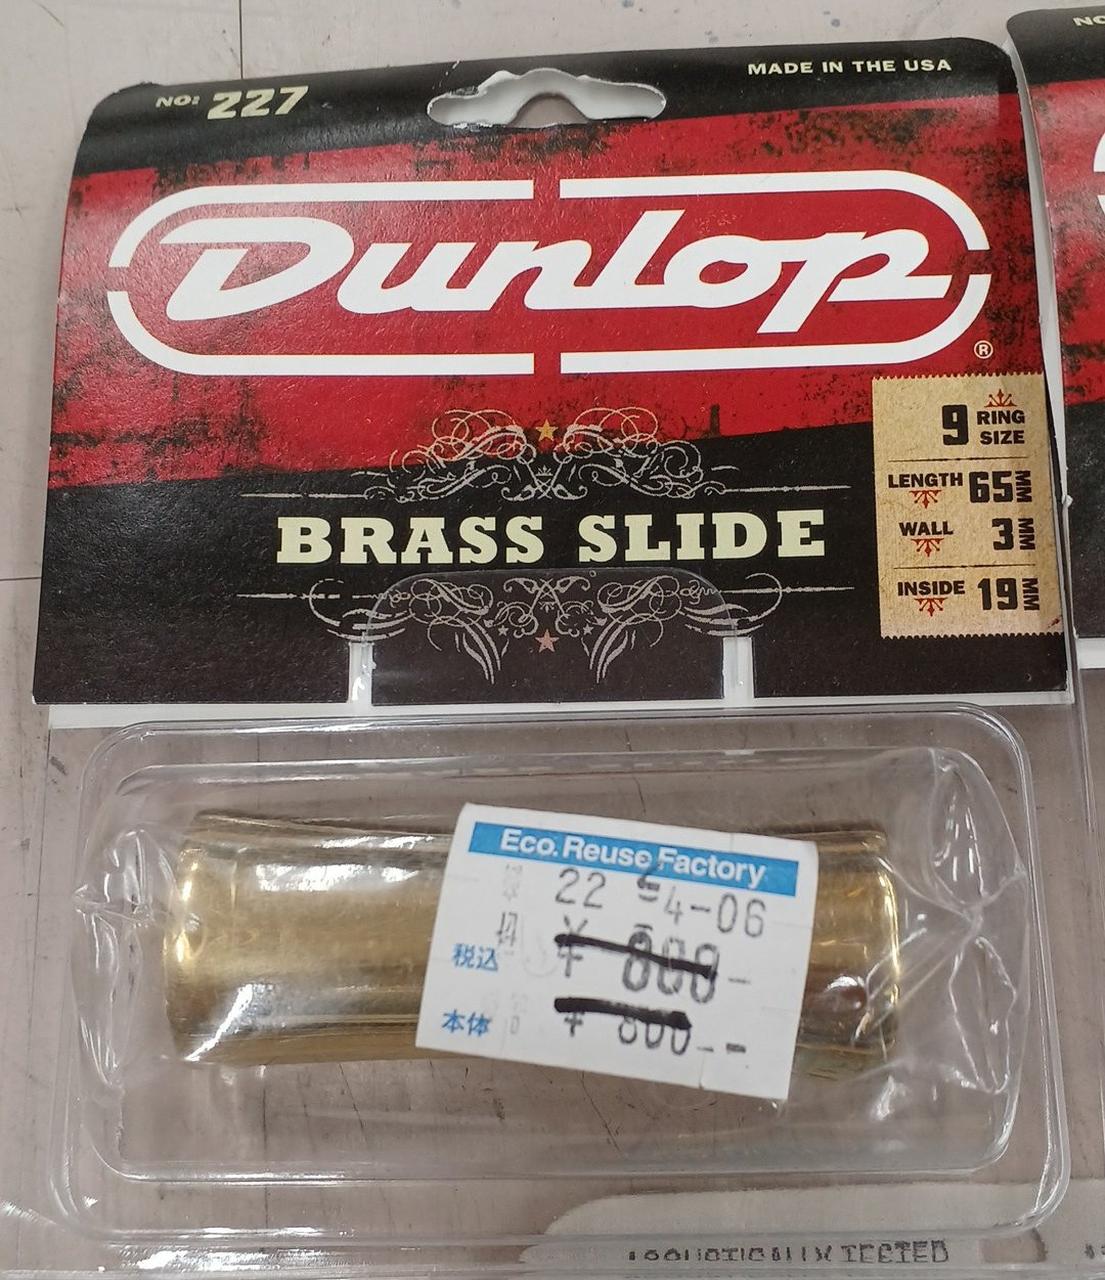 NO: 227
MADE IN THE USA
Dunlop®
9 RING SIZE
LENGTH 65 MM
WALL 3 MM
INSIDE 19 MM
BRASS SLIDE
Eco.Reuse Factory
税込
本体
TESTED